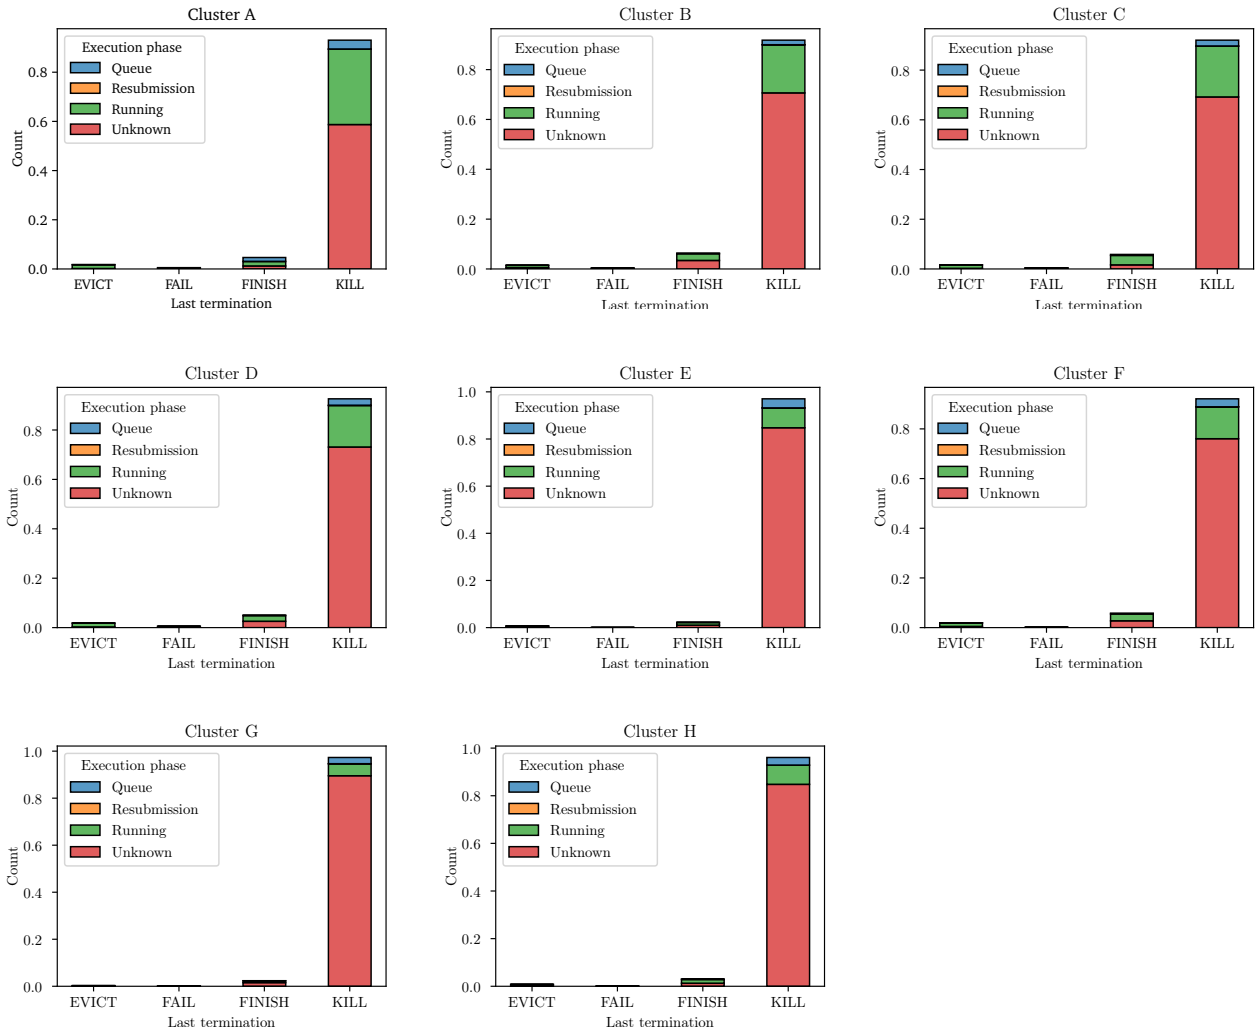 Cluster A
Execution phase
Queue
Resubmission
Running
Unknown
Count
0.8
0.6
0.4
0.2
0.0
EVICT FAIL FINISH KILL
Last termination
Cluster B
Execution phase
Queue
Resubmission
Running
Unknown
Count
0.8
0.6
0.4
0.2
0.0
EVICT FAIL FINISH KILL
Last termination
Cluster C
Execution phase
Queue
Resubmission
Running
Unknown
Count
0.8
0.6
0.4
0.2
0.0
EVICT FAIL FINISH KILL
Last termination
Cluster D
Execution phase
Queue
Resubmission
Running
Unknown
Count
0.8
0.6
0.4
0.2
0.0
EVICT FAIL FINISH KILL
Last termination
Cluster E
Execution phase
Queue
Resubmission
Running
Unknown
Count
1.0
0.8
0.6
0.4
0.2
0.0
EVICT FAIL FINISH KILL
Last termination
Cluster F
Execution phase
Queue
Resubmission
Running
Unknown
Count
0.8
0.6
0.4
0.2
0.0
EVICT FAIL FINISH KILL
Last termination
Cluster G
Execution phase
Queue
Resubmission
Running
Unknown
Count
1.0
0.8
0.6
0.4
0.2
0.0
EVICT FAIL FINISH KILL
Last termination
Cluster H
Execution phase
Queue
Resubmission
Running
Unknown
Count
1.0
0.8
0.6
0.4
0.2
0.0
EVICT FAIL FINISH KILL
Last termination